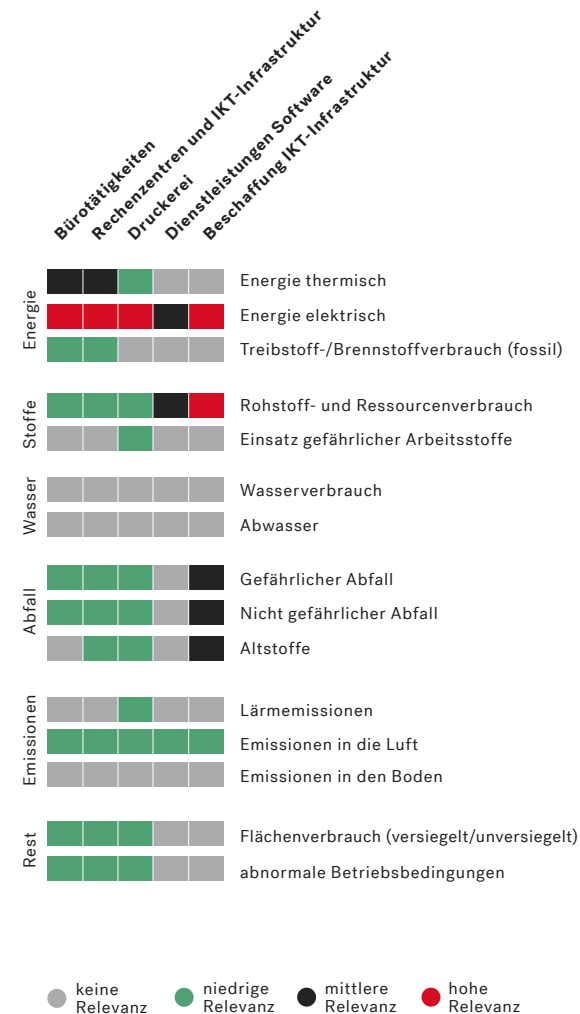 Bürotätigkeiten
Rechenzentren und IKT-Infrastruktur
Druckerei
Dienstleistungen Software
Beschaffung IKT-Infrastruktur
Energie
Energie thermisch
Energie elektrisch
Treibstoff-/Brennstoffverbrauch (fossil)
Stoffe
Rohstoff- und Ressourcenverbrauch
Einsatz gefährlicher Arbeitsstoffe
Wasser
Wasserverbrauch
Abwasser
Abfall
Gefährlicher Abfall
Nicht gefährlicher Abfall
Altstoffe
Emissionen
Lärmemissionen
Emissionen in die Luft
Emissionen in den Boden
Rest
Flächenverbrauch (versiegelt/unversiegelt)
abnormale Betriebsbedingungen
keine
Relevanz
niedrige
Relevanz
mittlere
Relevanz
hohe
Relevanz